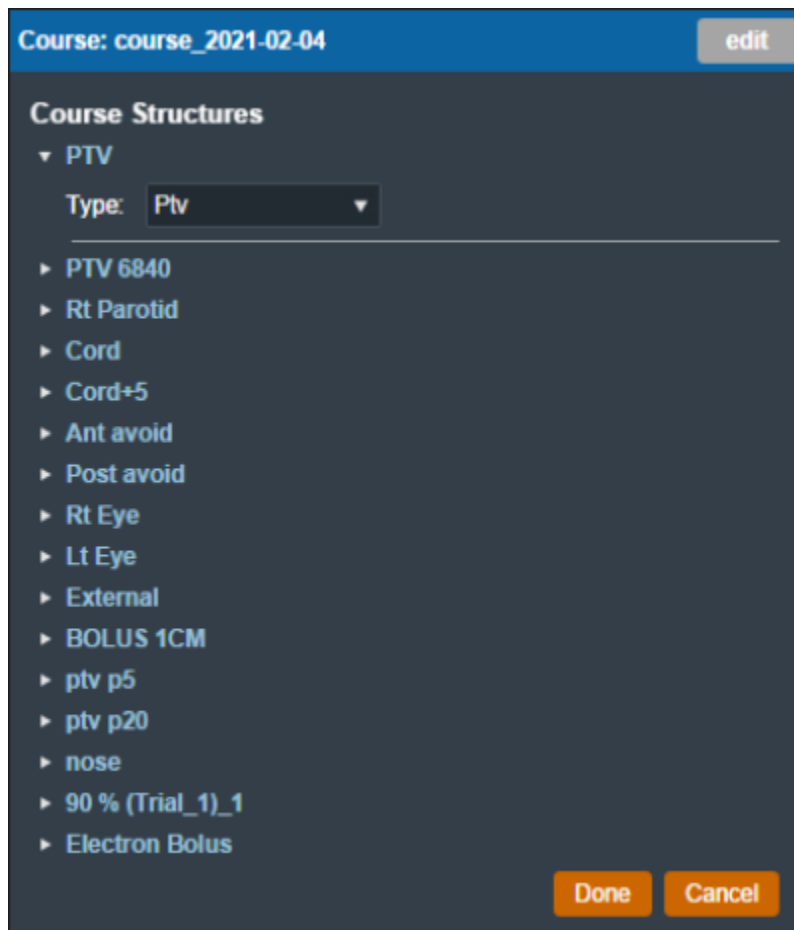 Course: course_2021-02-04 edit
Course Structures
PTV
Type: Ptv
PTV 6840
Rt Parotid
Cord
Cord+5
Ant avoid
Post avoid
Rt Eye
Lt Eye
External
BOLUS 1CM
ptv p5
ptv p20
nose
90 % (Trial_1)_1
Electron Bolus
Done Cancel